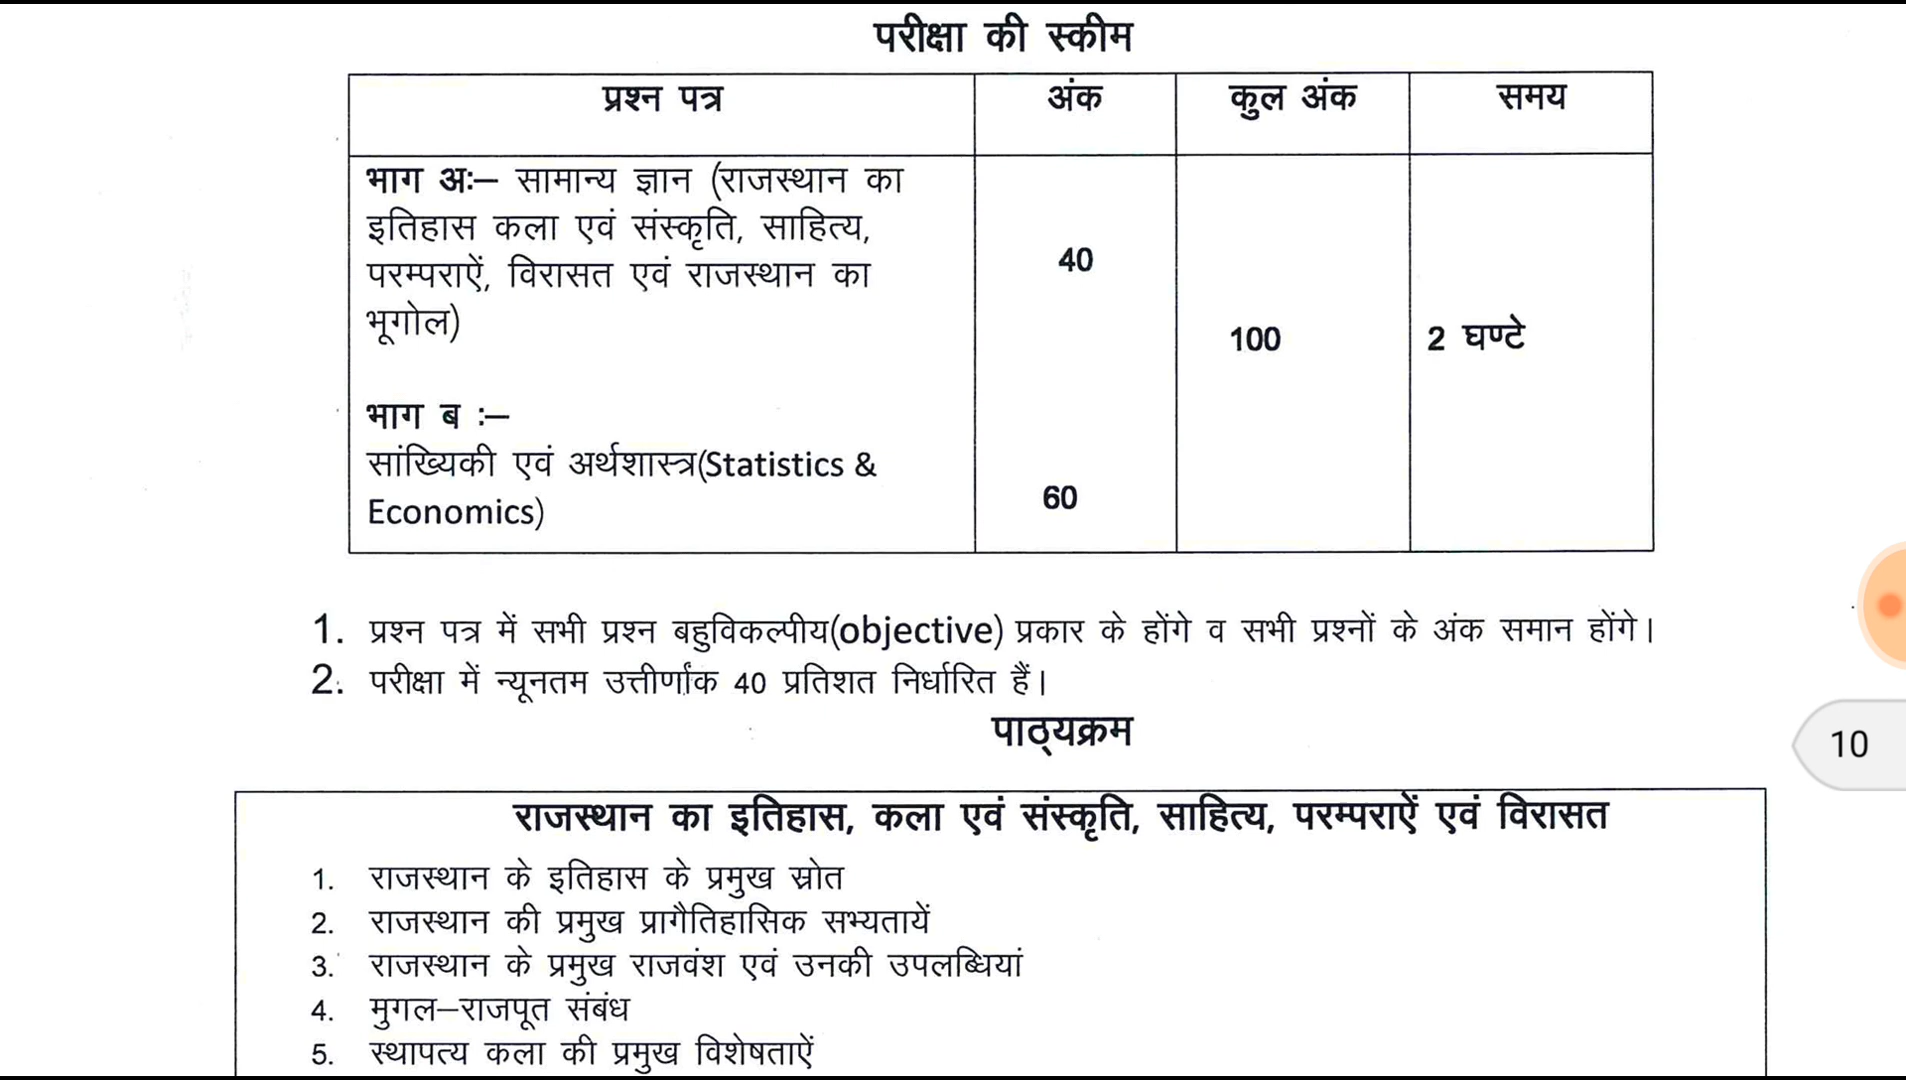 परीक्षा की स्कीम
प्रश्न पत्र अंक कुल अंक समय
भाग अः– सामान्य ज्ञान (राजस्थान का
इतिहास कला एवं संस्कृति, साहित्य,
परम्पराऐं, विरासत एवं राजस्थान का
भूगोल)
40
100
2 घण्टे
भाग ब :–
सांख्यिकी एवं अर्थशास्त्र(Statistics &
Economics)
60
1. प्रश्न पत्र में सभी प्रश्न बहुविकल्पीय(objective) प्रकार के होंगे व सभी प्रश्नों के अंक समान होंगे।
2. परीक्षा में न्यूनतम उत्तीर्णांक 40 प्रतिशत निर्धारित हैं।
पाठ्यक्रम
10
राजस्थान का इतिहास, कला एवं संस्कृति, साहित्य, परम्पराऐं एवं विरासत
1. राजस्थान के इतिहास के प्रमुख स्रोत
2. राजस्थान की प्रमुख प्रागैतिहासिक सभ्यतायें
3. राजस्थान के प्रमुख राजवंश एवं उनकी उपलब्धियां
4. मुगल–राजपूत संबंध
5. स्थापत्य कला की प्रमुख विशेषताऐं